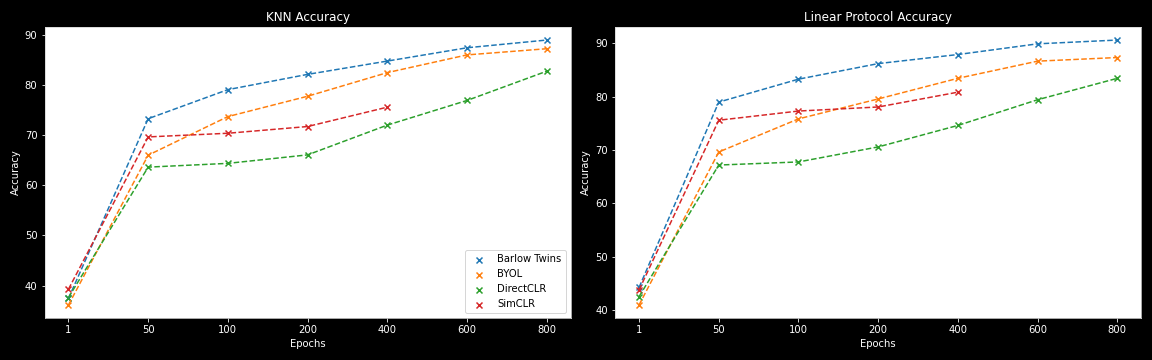 KNN Accuracy
Accuracy
90
80
70
60
50
40
1 50 100 200 400 600 800
Epochs
Barlow Twins
BYOL
DirectCLR
SimCLR
Linear Protocol Accuracy
Accuracy
90
80
70
60
50
40
1 50 100 200 400 600 800
Epochs